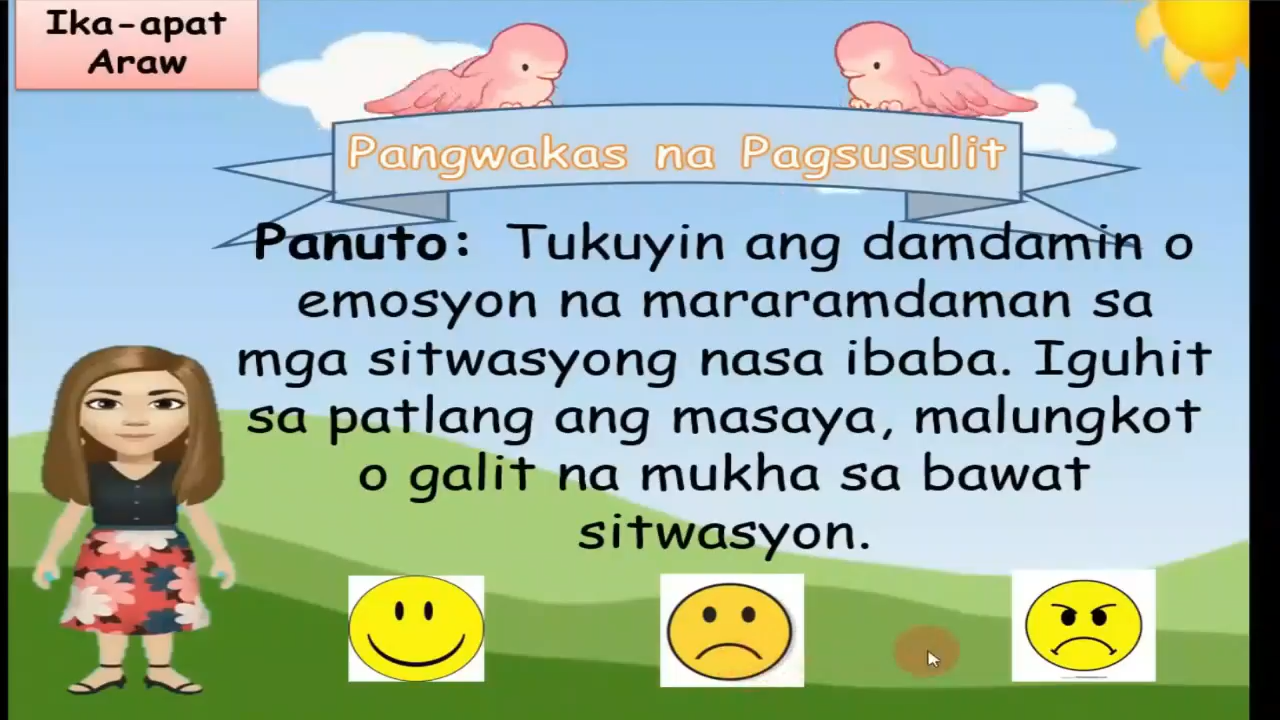 Ika-apat
Araw
Pangwakas na Pagsusulit
Panuto: Tukuyin ang damdamin o
emosyon na mararamdaman sa
mga sitwasyong nasa ibaba. Iguhit
sa patlang ang masaya, malungkot
o galit na mukha sa bawat
sitwasyon.